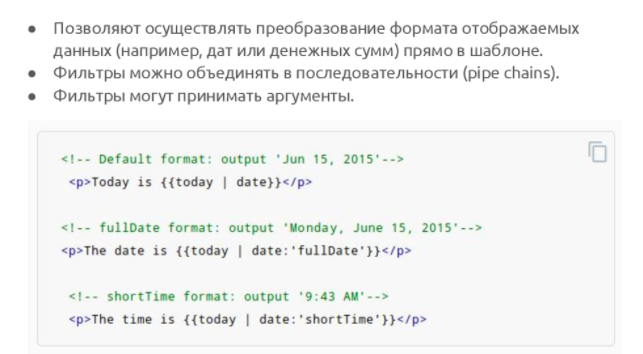 ● Позволяют осуществлять преобразование формата отображаемых
данных (например, дат или денежных сумм) прямо в шаблоне.
● Фильтры можно объединять в последовательности (pipe chains).
● Фильтры могут принимать аргументы.
<!-- Default format: output 'Jun 15, 2015'-->
<p>Today is {{today | date}}</p>
<!-- fullDate format: output 'Monday, June 15, 2015'-->
<p>The date is {{today | date:'fullDate'}}</p>
<!-- shortTime format: output '9:43 AM'-->
<p>The time is {{today | date:'shortTime'}}</p>